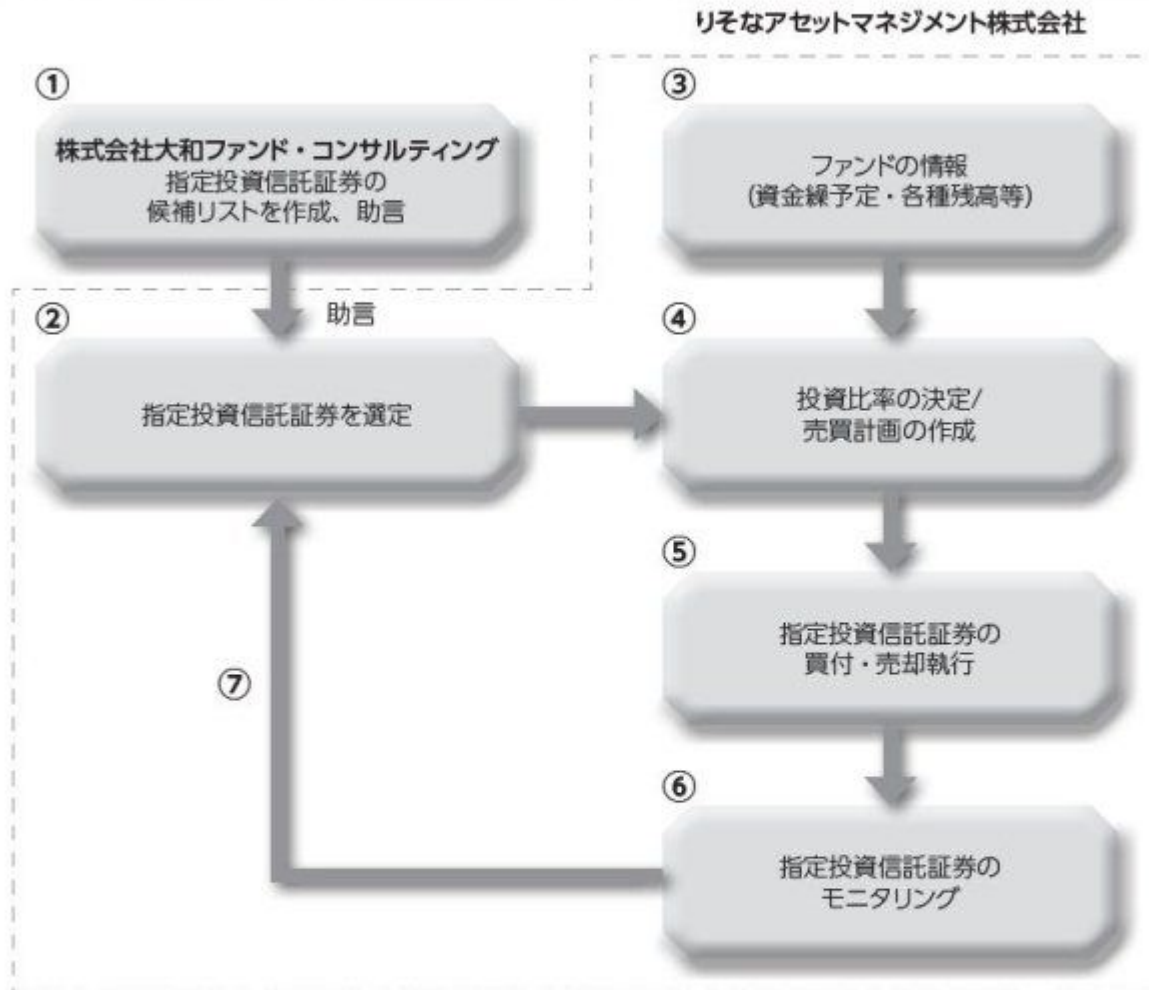 りそなアセットマネジメント株式会社
①
株式会社大和ファンド・コンサルティング
指定投資信託証券の
候補リストを作成、助言
③
ファンドの情報
(資金繰予定・各種残高等)
助言
②
指定投資信託証券を選定
④
投資比率の決定/
売買計画の作成
⑤
指定投資信託証券の
買付・売却執行
⑥
指定投資信託証券の
モニタリング
⑦